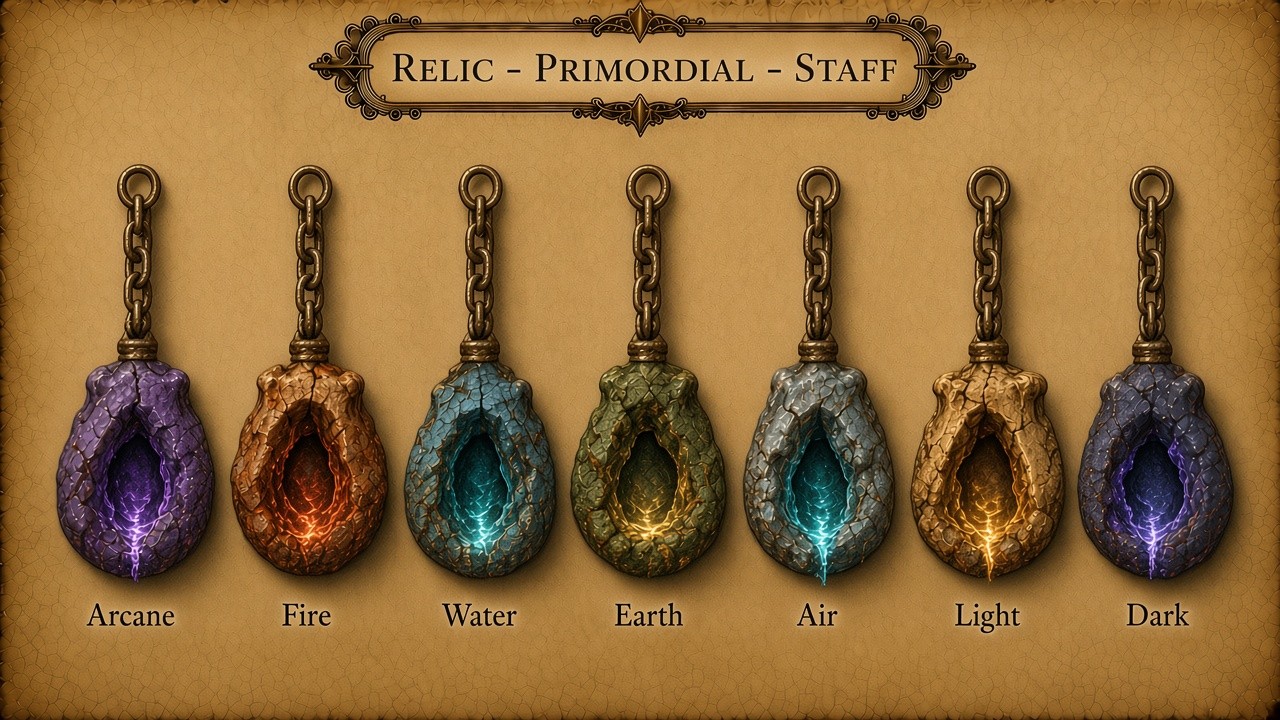 Relic - Primordial - Staff
Arcane
Fire
Water
Earth
Air
Light
Dark